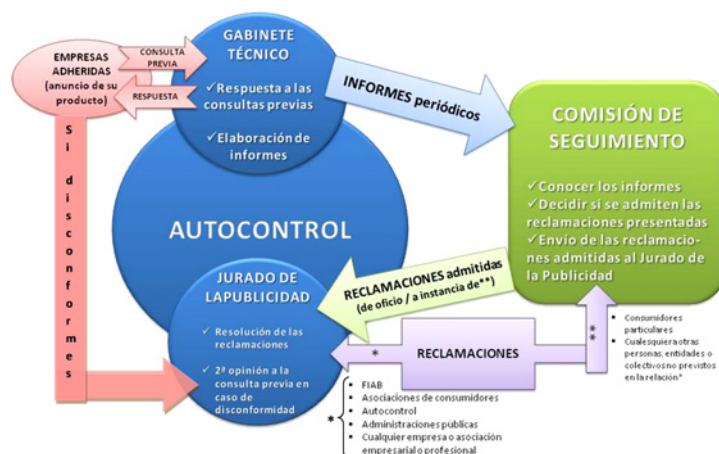 GABINETE
TÉCNICO
✓Respuesta a las
consultas previas
✓Elaboración de
informes
EMPRESAS
ADHERIDAS
(anuncio de su
producto)
CONSULTA
PREVIA
RESPUESTA
Si disconformes
INFORMES periódicos
COMISIÓN DE
SEGUIMIENTO
✓Conocer los informes
✓Decidir si se admiten las
reclamaciones presentadas
✓Envío de las reclamacio-
nes admitidas al Jurado de
la Publicidad
AUTOCONTROL
JURADO DE
LAPUBLICIDAD
✓ Resolución de las
reclamaciones
✓ 2ª opinión a la
consulta previa en
caso de
disconformidad
RECLAMACIONES admitidas
(de oficio / a instancia de**)
* RECLAMACIONES
**
▪ Consumidores
particulares
▪ Cualesquiera otras
personas, entidades o
colectivos no previstos
en la relación*
*
▪ FIAB
▪ Asociaciones de consumidores
▪ Autocontrol
▪ Administraciones públicas
▪ Cualquier empresa o asociación
empresarial o profesional